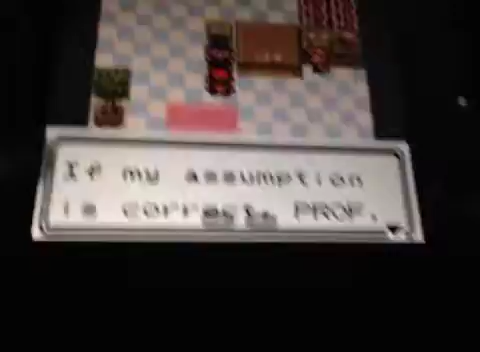 If my assumption
is correct, PROF.